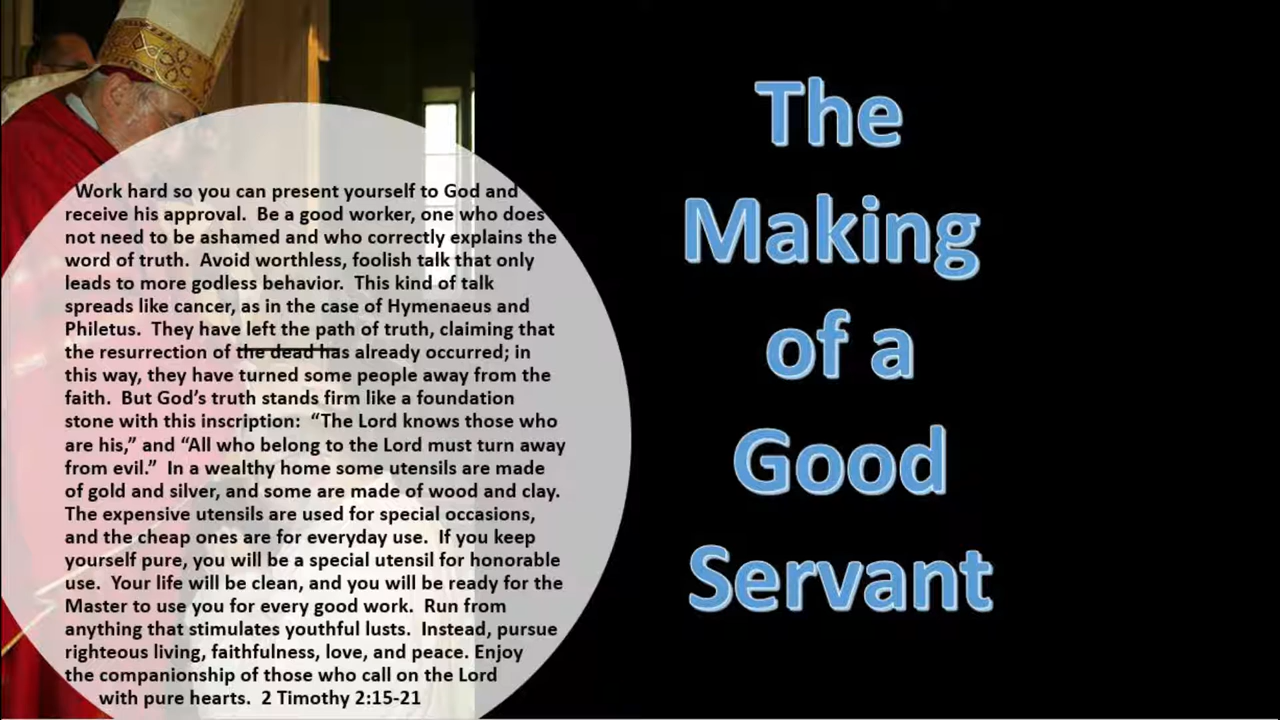 Work hard so you can present yourself to God and
receive his approval.  Be a good worker, one who does
not need to be ashamed and who correctly explains the
word of truth.  Avoid worthless, foolish talk that only
leads to more godless behavior.  This kind of talk
spreads like cancer, as in the case of Hymenaeus and
Philetus.  They have left the path of truth, claiming that
the resurrection of the dead has already occurred; in
this way, they have turned some people away from the
faith.  But God’s truth stands firm like a foundation
stone with this inscription:  “The Lord knows those who
are his,” and “All who belong to the Lord must turn away
from evil.”  In a wealthy home some utensils are made
of gold and silver, and some are made of wood and clay.
The expensive utensils are used for special occasions,
and the cheap ones are for everyday use.  If you keep
yourself pure, you will be a special utensil for honorable
use.  Your life will be clean, and you will be ready for the
Master to use you for every good work.  Run from
anything that stimulates youthful lusts.  Instead, pursue
righteous living, faithfulness, love, and peace. Enjoy
the companionship of those who call on the Lord
with pure hearts.  2 Timothy 2:15-21
The
Making
of a
Good
Servant